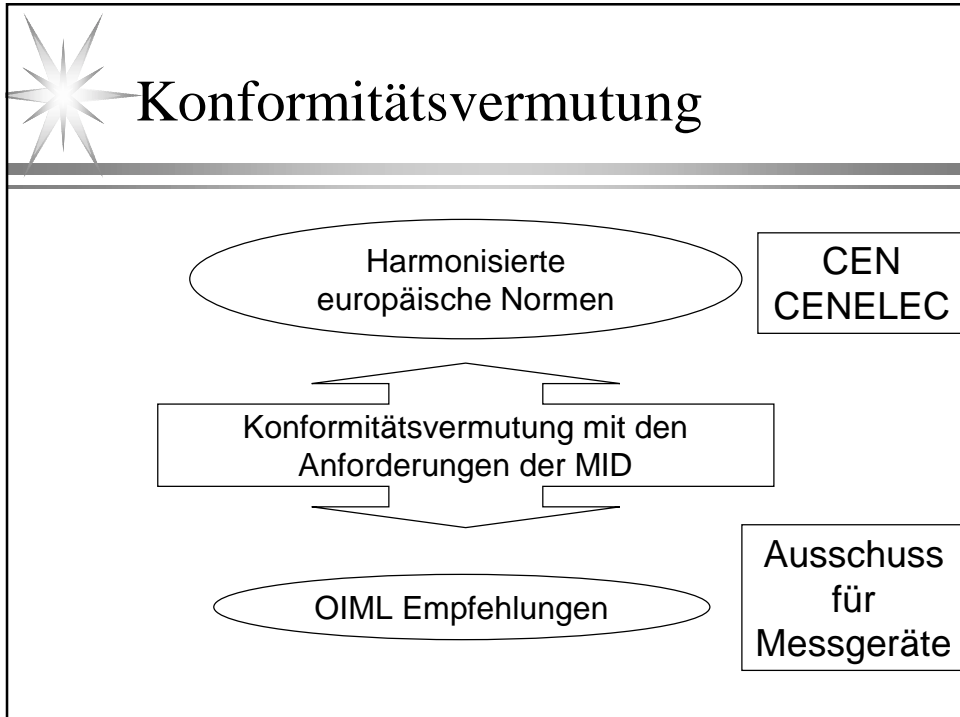 Konformitätsvermutung
Harmonisierte
europäische Normen
CEN
CENELEC
Konformitätsvermutung mit den
Anforderungen der MID
OIML Empfehlungen
Ausschuss
für
Messgeräte